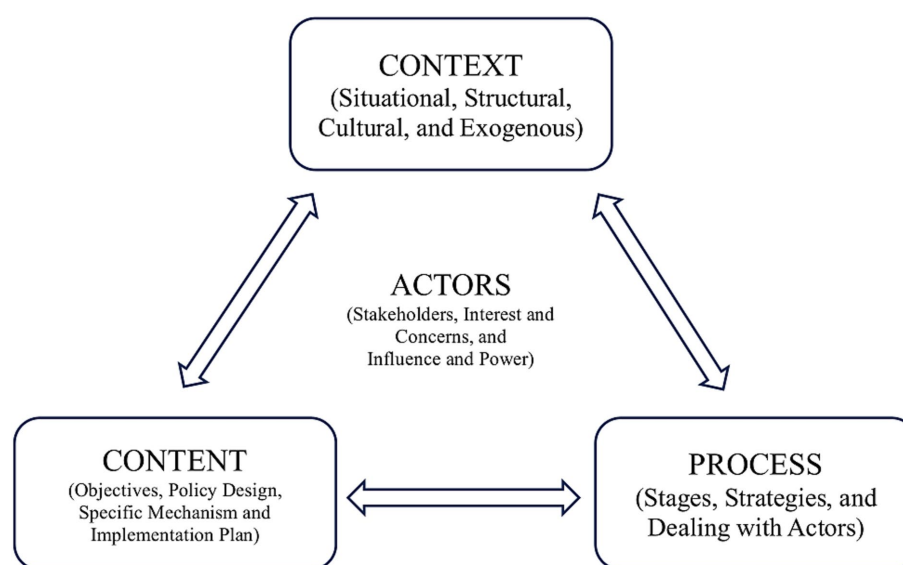 CONTEXT
(Situational, Structural,
Cultural, and Exogenous)
ACTORS
(Stakeholders, Interest and
Concerns, and
Influence and Power)
CONTENT
(Objectives, Policy Design,
Specific Mechanism and
Implementation Plan)
PROCESS
(Stages, Strategies, and
Dealing with Actors)